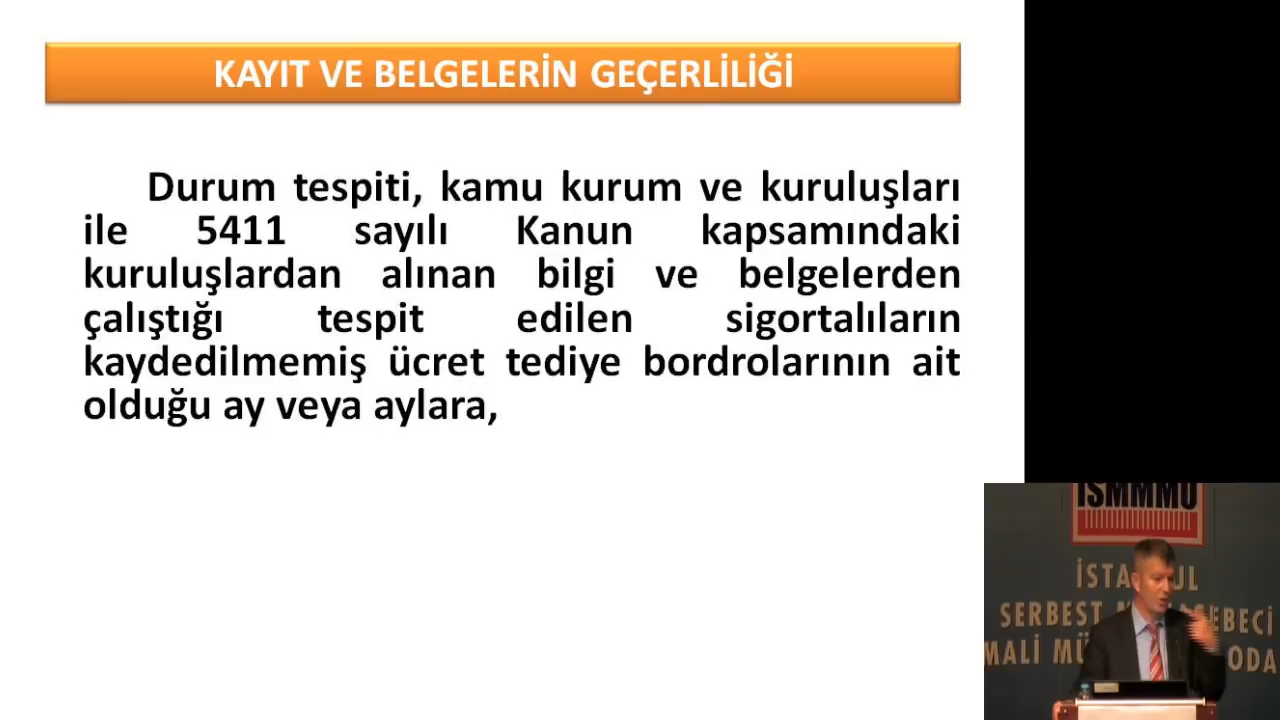 KAYIT VE BELGELERİN GEÇERLİLİĞİ
Durum tespiti, kamu kurum ve kuruluşları
ile 5411 sayılı Kanun kapsamındaki
kuruluşlardan alınan bilgi ve belgelerden
çalıştığı tespit edilen sigortalıların
kaydedilmemiş ücret tediye bordrolarının ait
olduğu ay veya aylara,
İSMMMO
İSTANBUL
SERBEST MUHASEBECİ
MALİ ODA